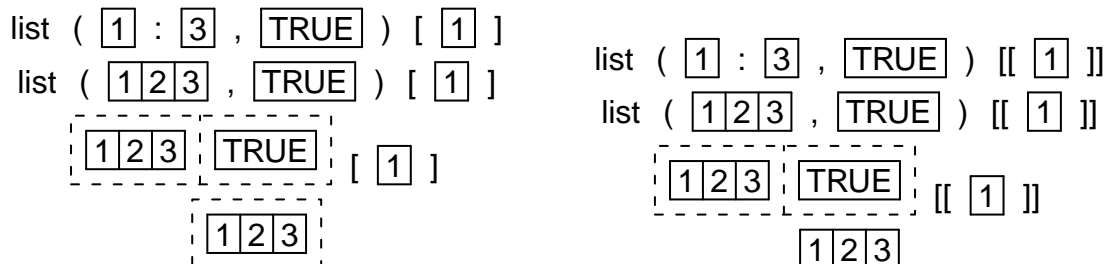 list ( 1 : 3 , TRUE ) [ 1 ]
list ( 1 2 3 , TRUE ) [ 1 ]
1 2 3 TRUE [ 1 ]
1 2 3
list ( 1 : 3 , TRUE ) [[ 1 ]]
list ( 1 2 3 , TRUE ) [[ 1 ]]
1 2 3 TRUE [[ 1 ]]
1 2 3